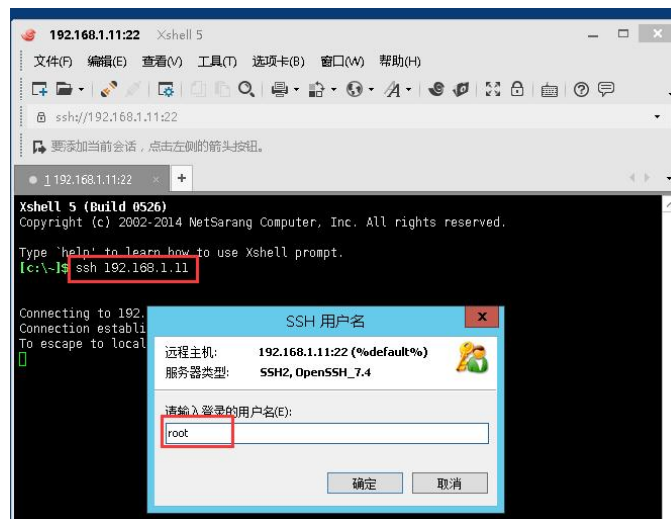 192.168.1.11:22 Xshell 5
文件(F) 编辑(E) 查看(V) 工具(T) 选项卡(B) 窗口(W) 帮助(H)
ssh://192.168.1.11:22
要添加当前会话，点击左侧的箭头按钮。
1 192.168.1.11:22
Xshell 5 (Build 0526)
Copyright (c) 2002-2014 NetSarang Computer, Inc. All rights reserved.
Type `help' to learn how to use Xshell prompt.
[c:\~]$ ssh 192.168.1.11
Connecting to 192.
Connection establi
To escape to local
SSH 用户名
远程主机: 192.168.1.11:22 (%default%)
服务器类型: SSH2, OpenSSH_7.4
请输入登录的用户名(E):
root
确定 取消